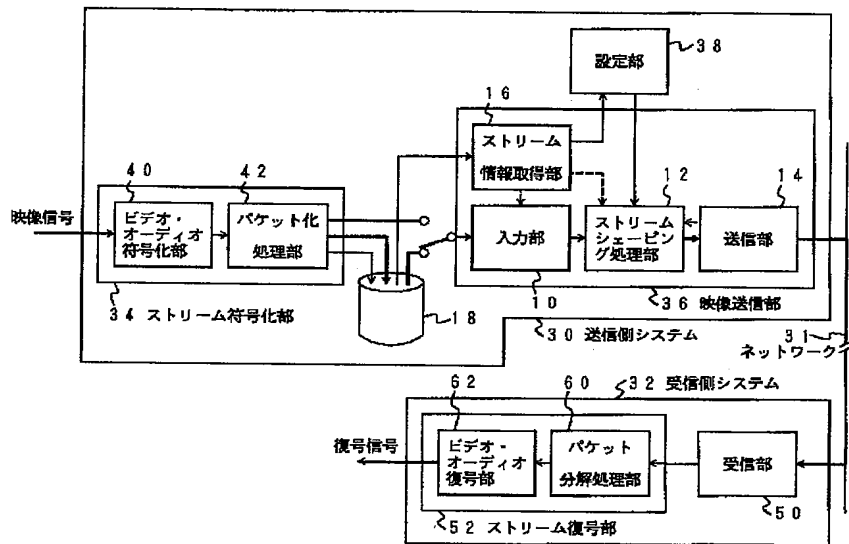 38
設定部
16
ストリーム
情報取得部
40
42
12
14
映像信号
ビデオ・
オーディオ
符号化部
パケット化
処理部
入力部
ストリーム
シェーピン
グ処理部
送信部
10
36 映像送信部
34 ストリーム符号化部
18
30 送信側システム
31
ネットワーク
32 受信側システム
62
60
復号信号
ビデオ・
オーディオ
復号部
パケット
分解処理部
受信部
50
52 ストリーム復号部